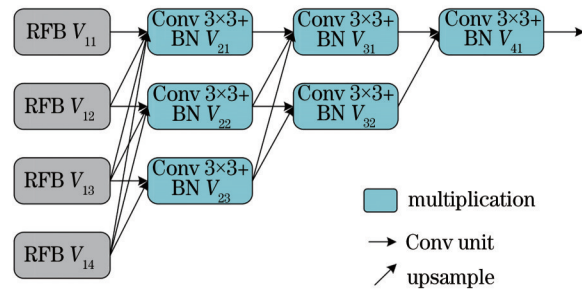 RFB V₁₁
Conv 3×3+
BN V₂₁
Conv 3×3+
BN V₃₁
Conv 3×3+
BN V₄₁
RFB V₁₂
Conv 3×3+
BN V₂₂
Conv 3×3+
BN V₃₂
RFB V₁₃
Conv 3×3+
BN V₂₃
RFB V₁₄
multiplication
Conv unit
upsample